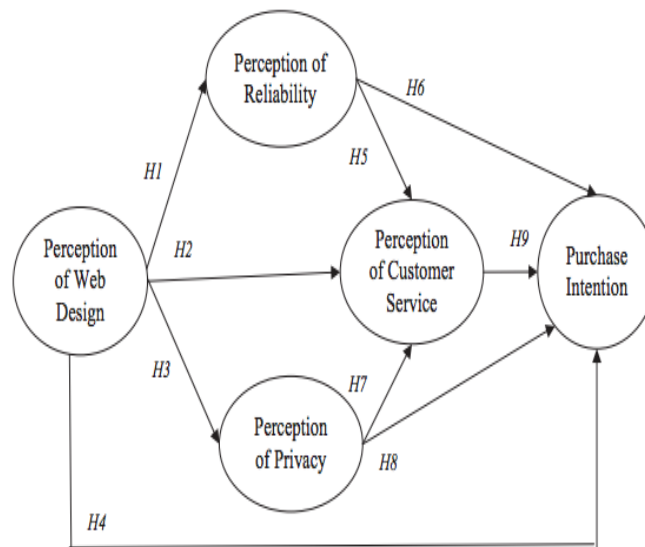 Perception of
Reliability
H6
H5
H1
H2
Perception
of Web
Design
Perception
of Customer
Service
H9
Purchase
Intention
H3
H7
Perception
of Privacy
H8
H4